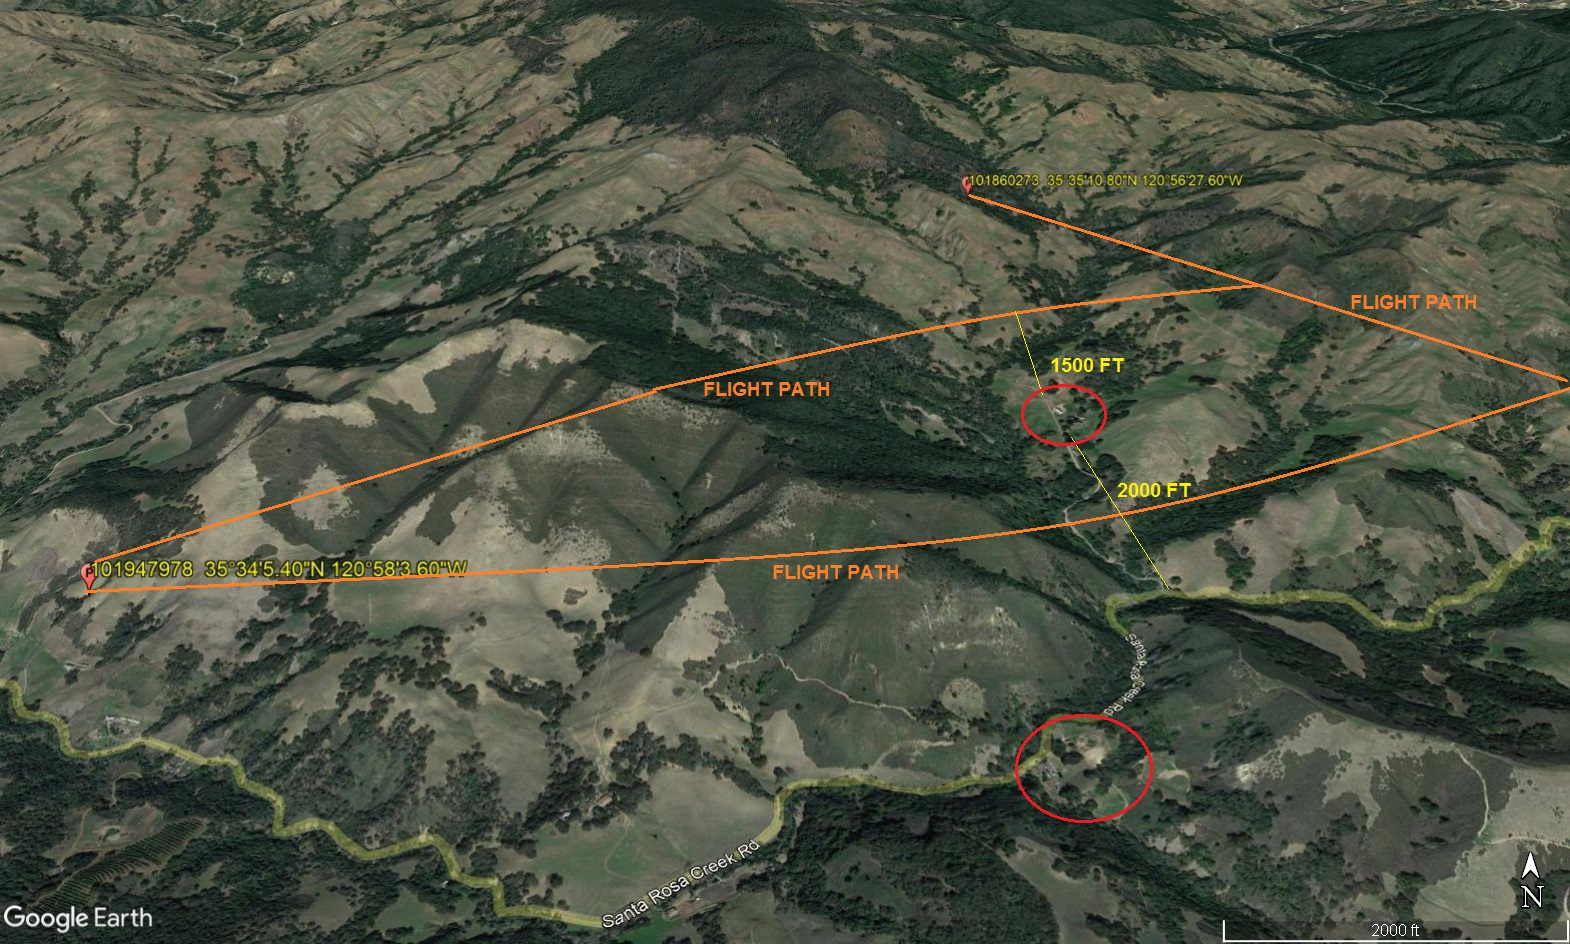 101860273  35°35'10.80"N 120°56'27.60"W
FLIGHT PATH
1500 FT
FLIGHT PATH
2000 FT
101947978  35°34'5.40"N 120°58'3.60"W
FLIGHT PATH
Santa Rosa Creek Rd
Santa Rosa Creek Rd
Google Earth
N
2000 ft